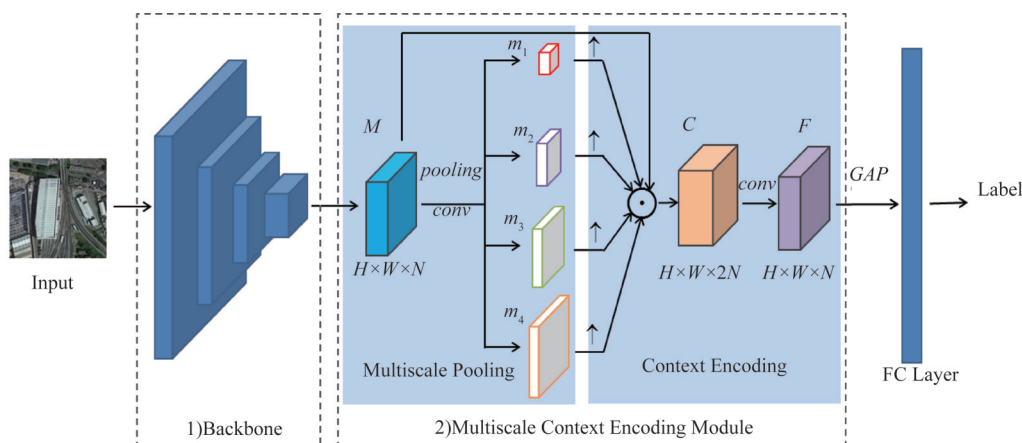 Input
1)Backbone
M
pooling
conv
H×W×N
m1
m2
m3
m4
↑
↑
↑
↑
Multiscale Pooling
C
conv
F
H×W×2N
H×W×N
Context Encoding
2)Multiscale Context Encoding Module
GAP
FC Layer
Label